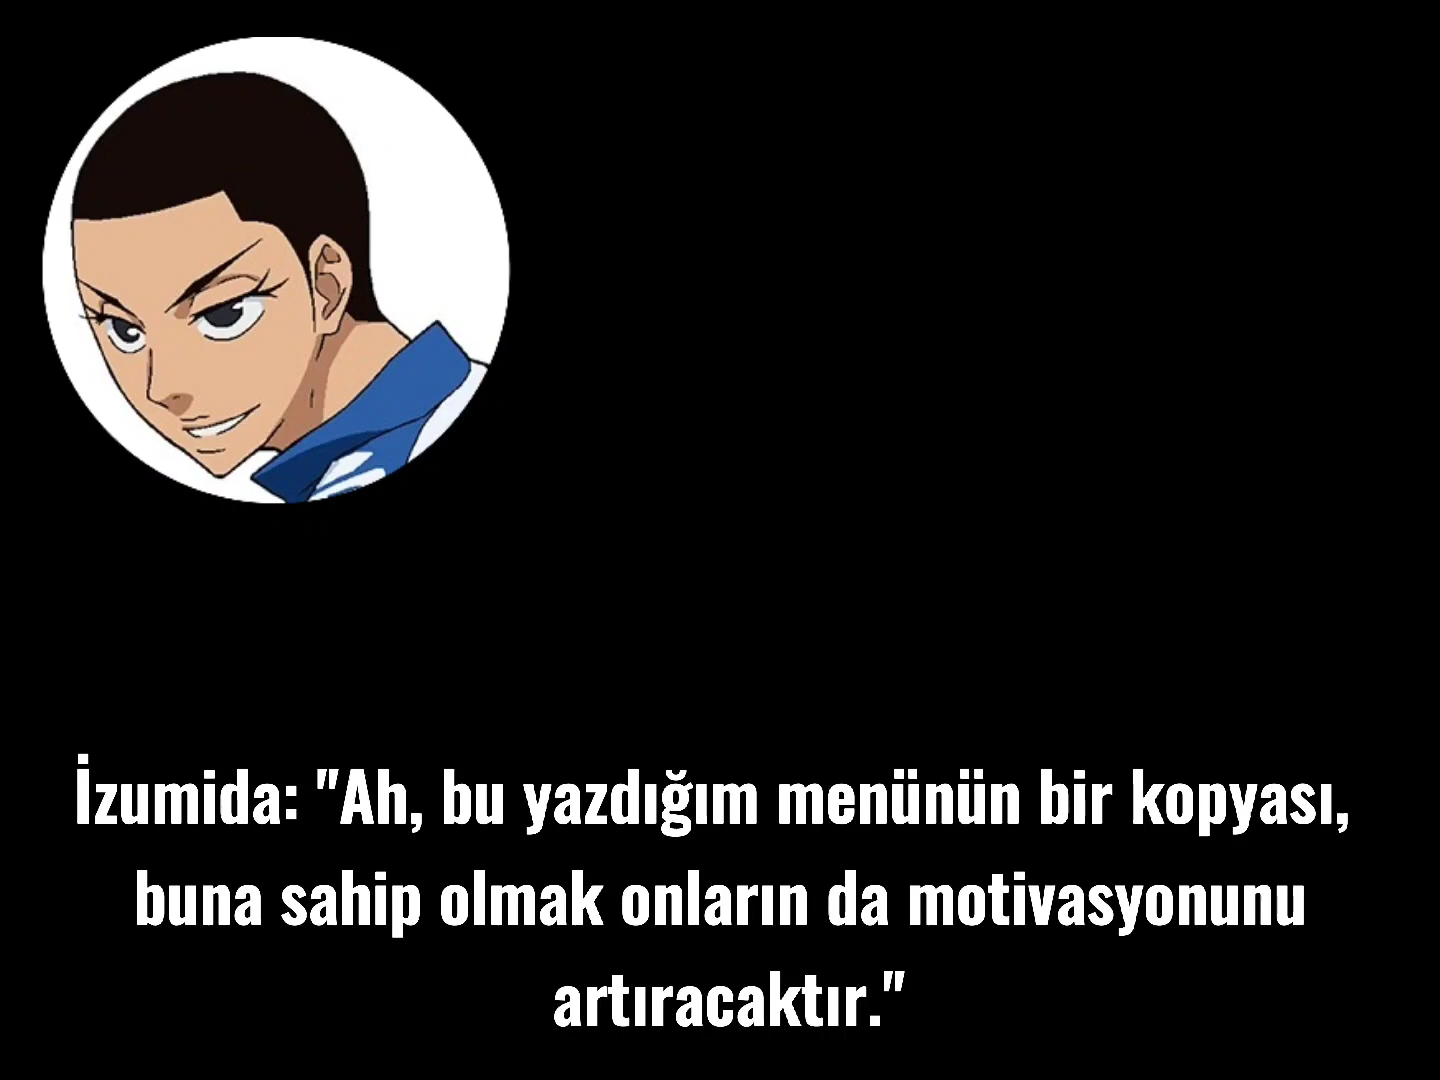 İzumida: "Ah, bu yazdığım menünün bir kopyası,
buna sahip olmak onların da motivasyonunu
artıracaktır."